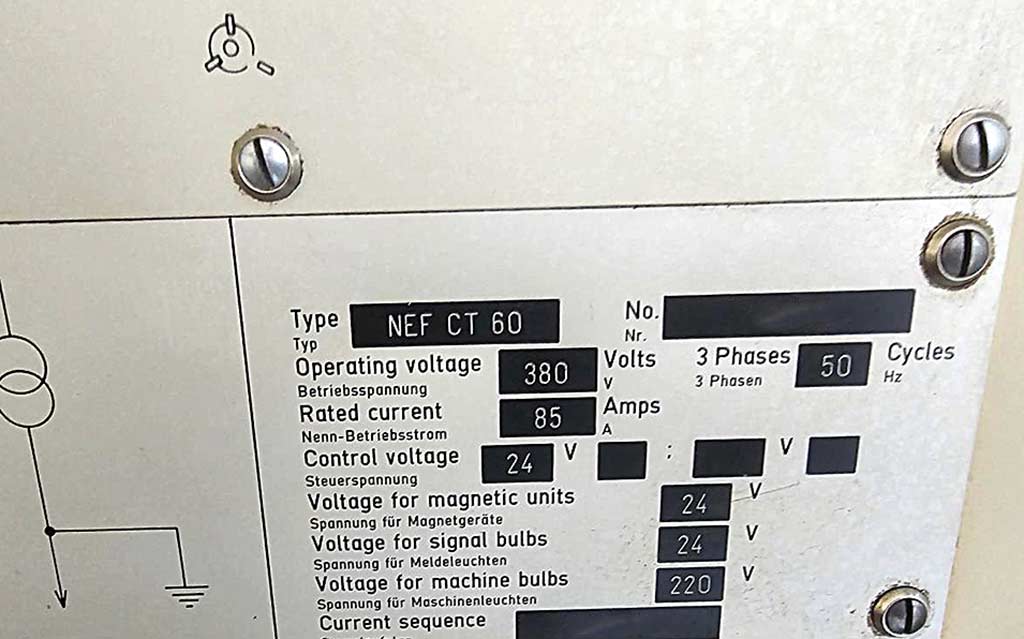 Type NEF CT 60 No.
Typ Nr.
Operating voltage 380 Volts 3 Phases 50 Cycles
Betriebsspannung V 3 Phasen Hz
Rated current 85 Amps
Nenn-Betriebsstrom A
Control voltage 24 V : V
Steuerspannung
Voltage for magnetic units 24 V
Spannung für Magnetgeräte
Voltage for signal bulbs 24 V
Spannung für Meldeleuchten
Voltage for machine bulbs 220 V
Spannung für Maschinenleuchten
Current sequence